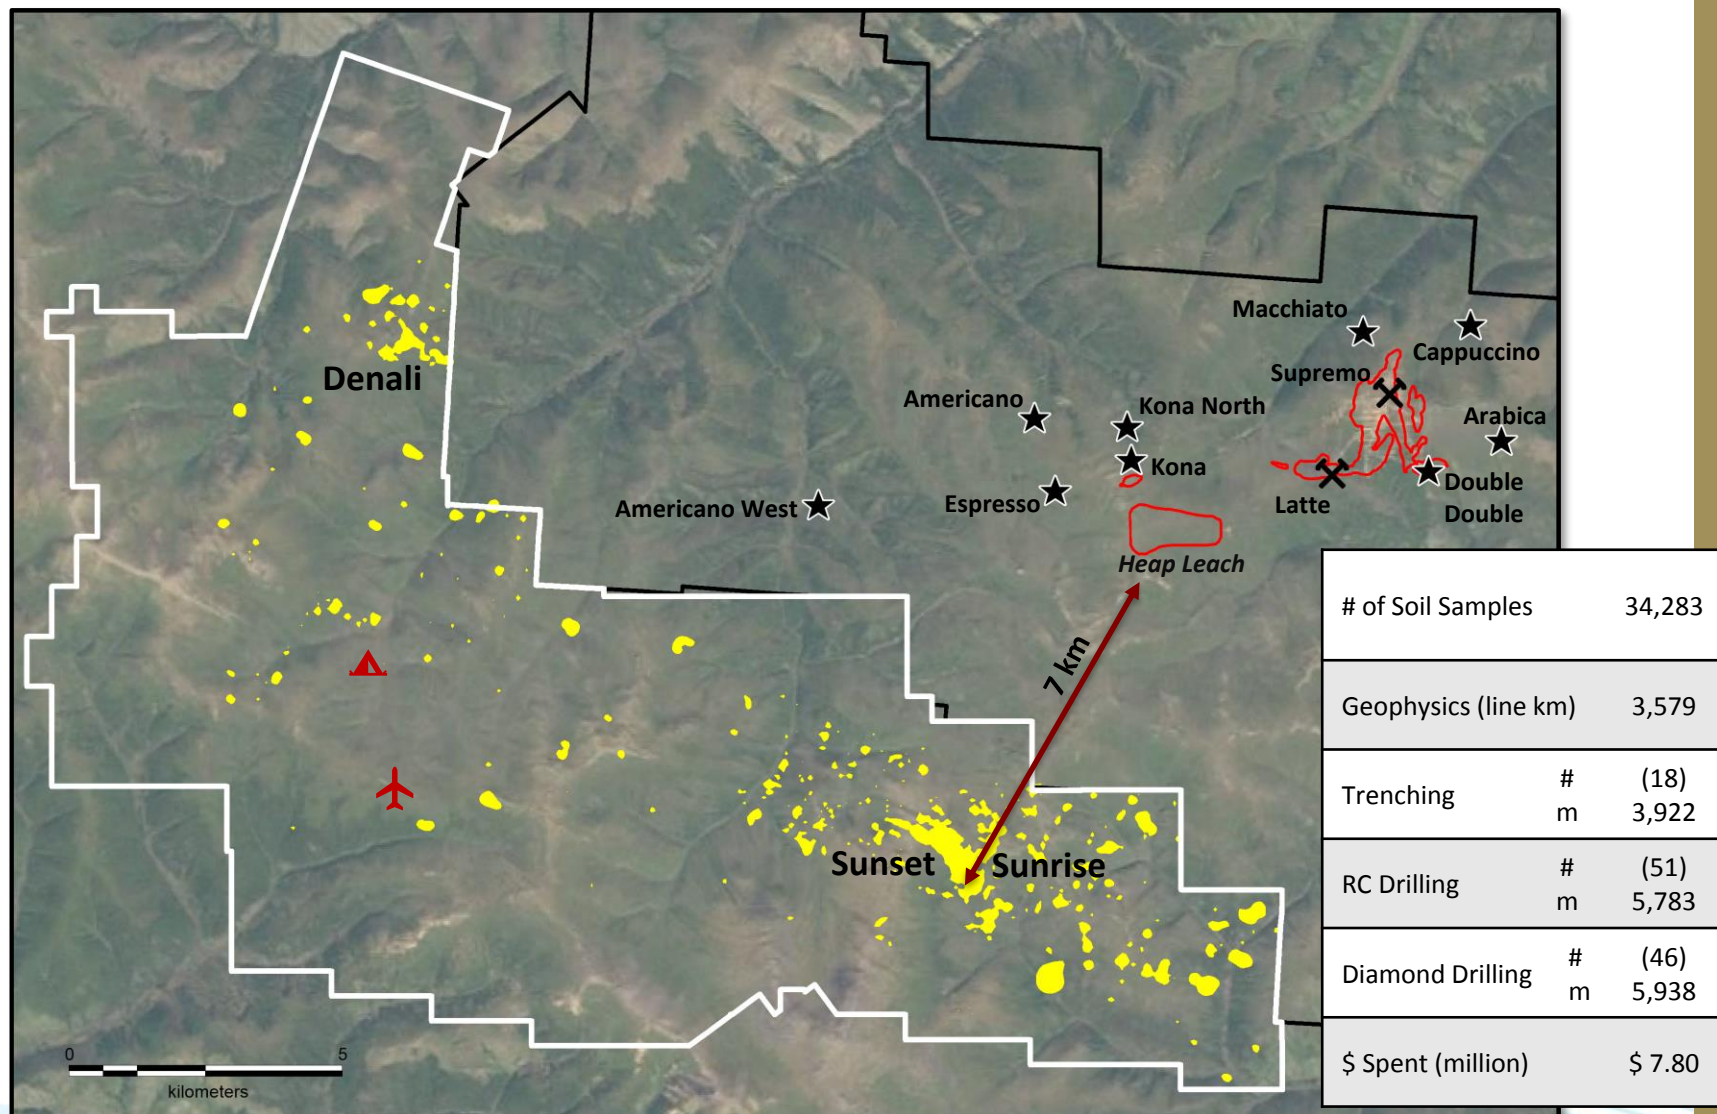 Denali
Macchiato
Cappuccino
Supremo
Americano
Kona North
Arabica
Kona
Double
Double
Espresso
Americano West
Latte
Heap Leach
7 km
Sunset
Sunrise
0 5
kilometers
# of Soil Samples 34,283
Geophysics (line km) 3,579
Trenching # (18)
m 3,922
RC Drilling # (51)
m 5,783
Diamond Drilling # (46)
m 5,938
$ Spent (million) $ 7.80